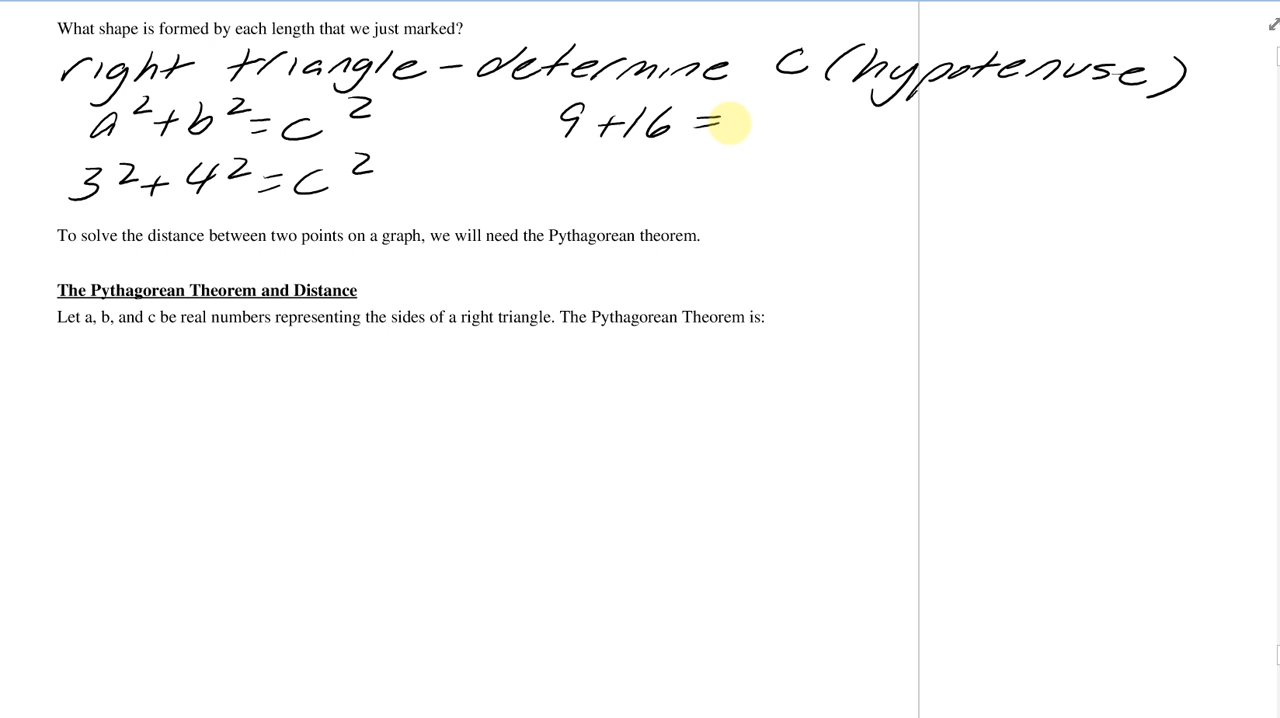 What shape is formed by each length that we just marked?
right triangle - determine c (hypotenuse)
a²+b²=c² 9+16=
3²+4²=c²
To solve the distance between two points on a graph, we will need the Pythagorean theorem.
The Pythagorean Theorem and Distance
Let a, b, and c be real numbers representing the sides of a right triangle. The Pythagorean Theorem is: